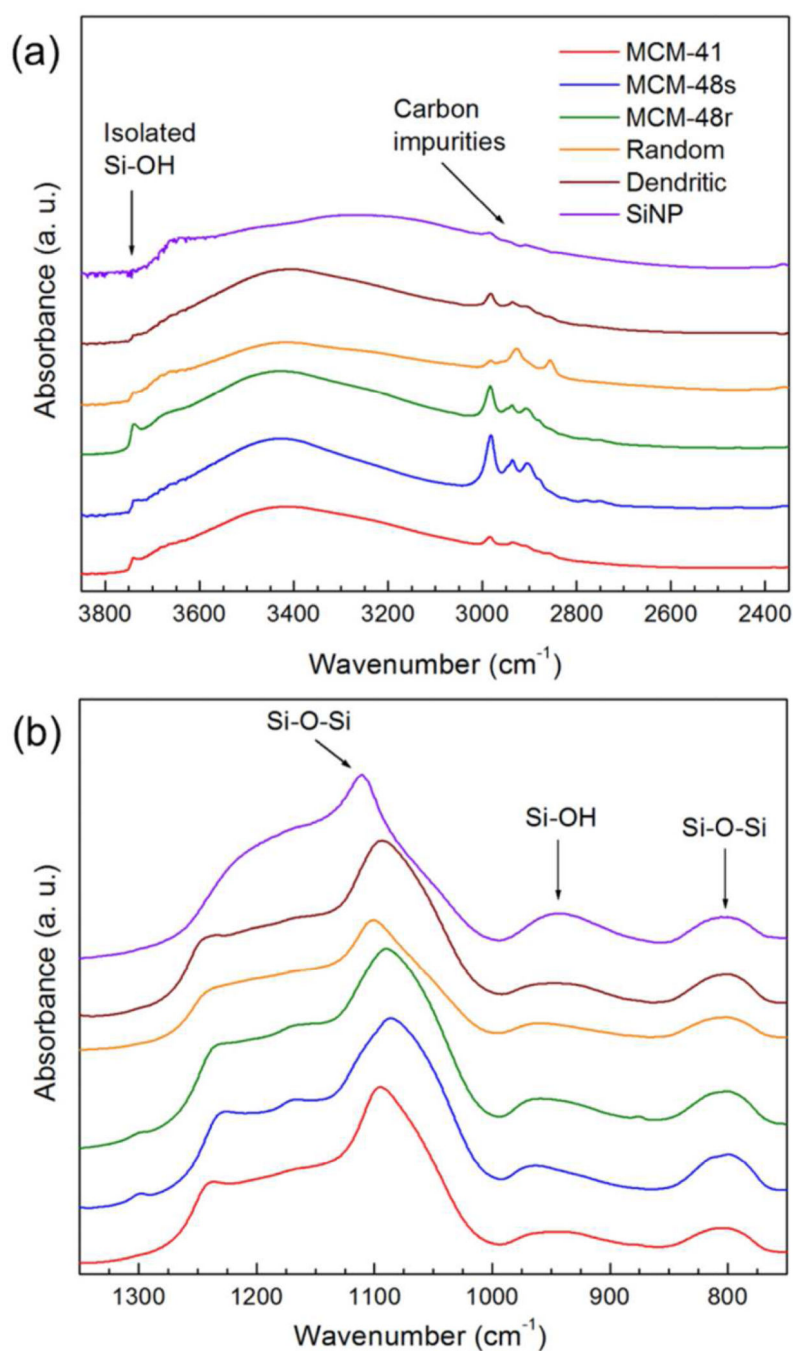 (a)
MCM-41
MCM-48s
MCM-48r
Random
Dendritic
SiNP
Isolated
Si-OH
Carbon
impurities
Absorbance (a. u.)
3800 3600 3400 3200 3000 2800 2600 2400
Wavenumber (cm⁻¹)
(b)
Si-O-Si
Si-OH
Si-O-Si
Absorbance (a. u.)
1300 1200 1100 1000 900 800
Wavenumber (cm⁻¹)